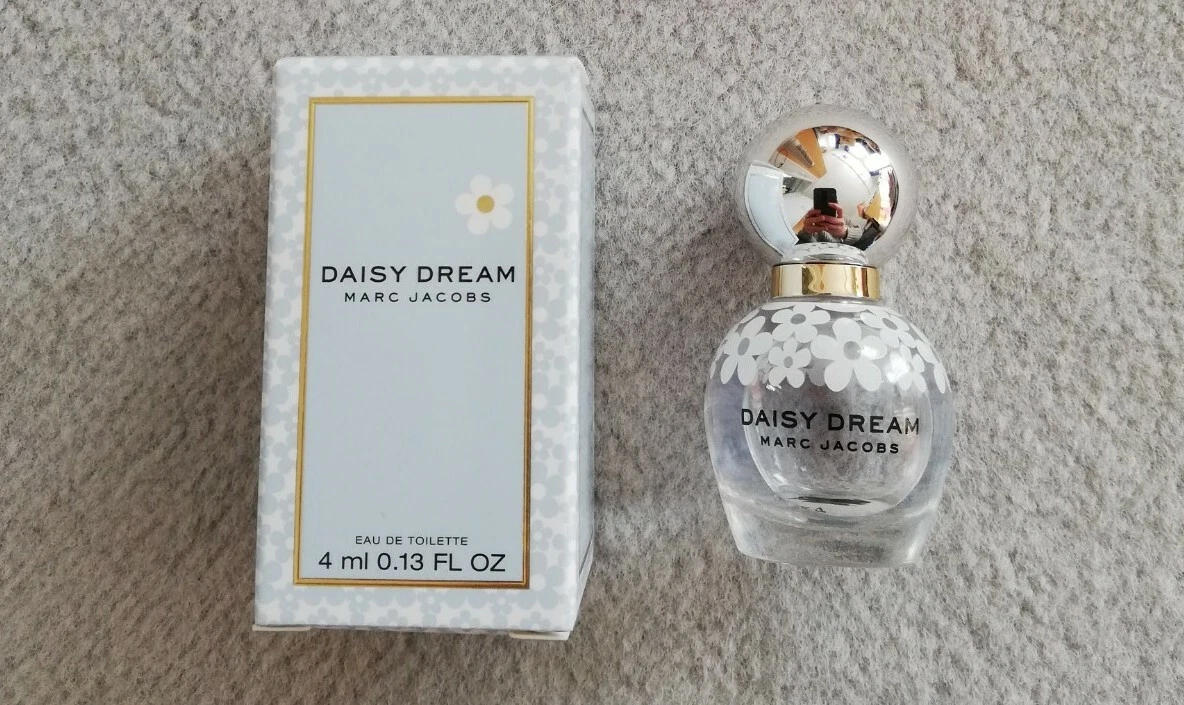 DAISY DREAM
MARC JACOBS
EAU DE TOILETTE
4 ml 0.13 FL OZ
DAISY DREAM
MARC JACOBS